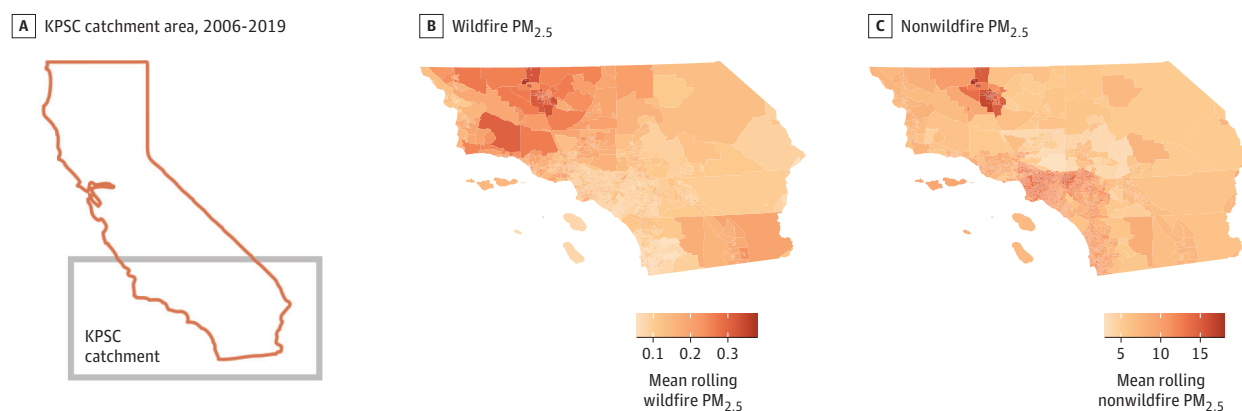 A KPSC catchment area, 2006-2019
KPSC
catchment
B Wildfire PM2.5
0.1 0.2 0.3
Mean rolling
wildfire PM2.5
C Nonwildfire PM2.5
5 10 15
Mean rolling
nonwildfire PM2.5